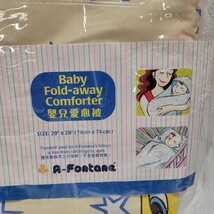 Baby
Fold-away
Comforter
嬰兒愛心被
SIZE: 29" x 29" (74cm x 74cm)
A-Fontane